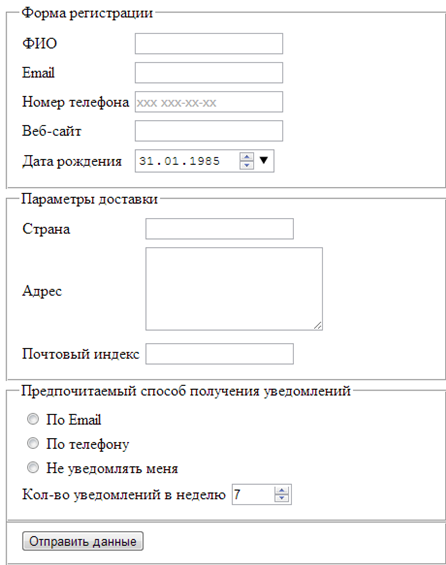 Форма регистрации
ФИО
Email
Номер телефона xxx xxx-xx-xx
Веб-сайт
Дата рождения 31.01.1985
Параметры доставки
Страна
Адрес
Почтовый индекс
Предпочитаемый способ получения уведомлений
По Email
По телефону
Не уведомлять меня
Кол-во уведомлений в неделю 7
Отправить данные